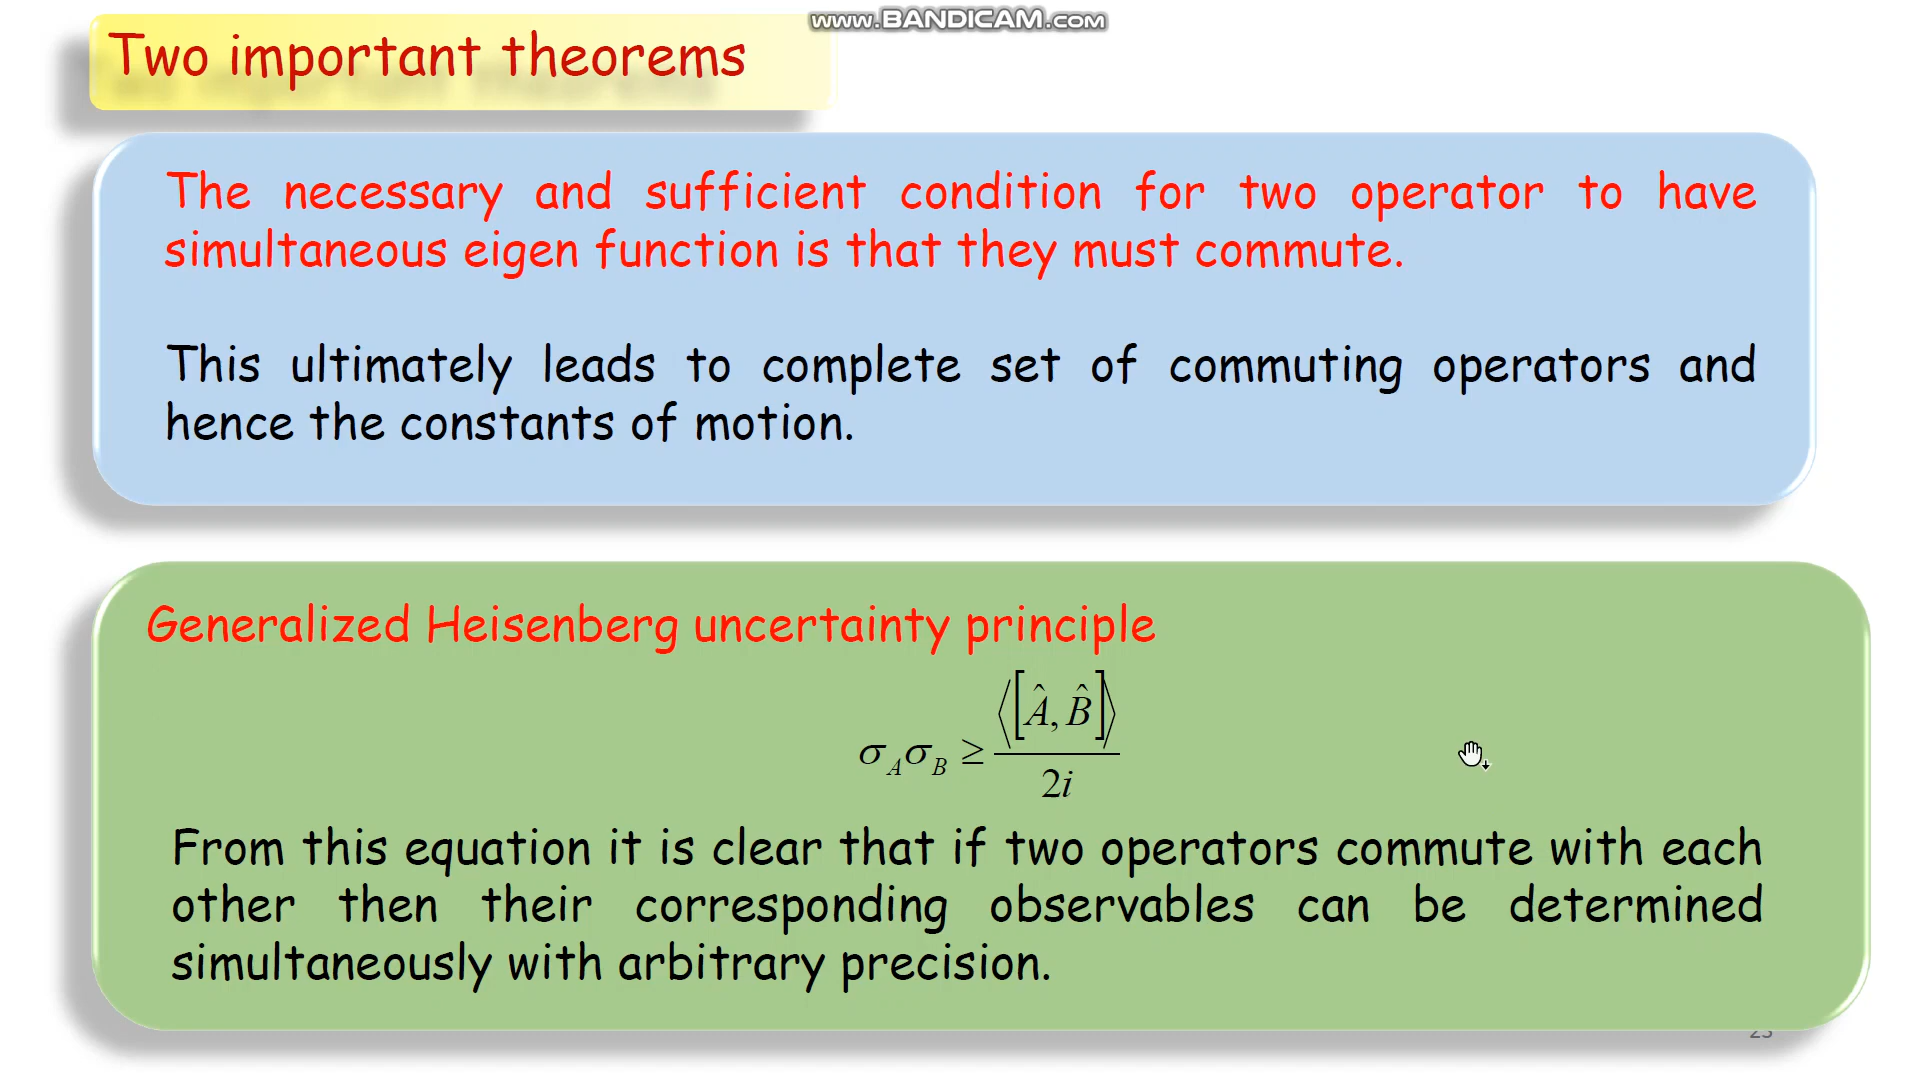 www.BANDICAM.com
Two important theorems
The necessary and sufficient condition for two operator to have
simultaneous eigen function is that they must commute.
This ultimately leads to complete set of commuting operators and
hence the constants of motion.
Generalized Heisenberg uncertainty principle
σ_A σ_B ≥ ⟨[Â, B̂]⟩ / 2i
From this equation it is clear that if two operators commute with each
other then their corresponding observables can be determined
simultaneously with arbitrary precision.